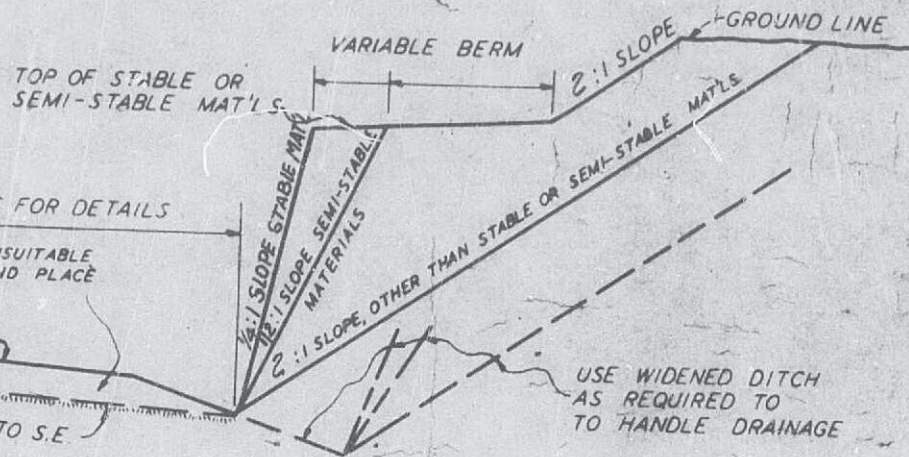 GROUND LINE
2:1 SLOPE
VARIABLE BERM
TOP OF STABLE OR
SEMI-STABLE MAT'LS.
1/4:1 SLOPE STABLE MAT'
1/2:1 SLOPE SEMI-STABLE
MATERIALS
2:1 SLOPE, OTHER THAN STABLE OR SEMI-STABLE MAT'LS
FOR DETAILS
PLACE
USE WIDENED DITCH
AS REQUIRED TO
TO HANDLE DRAINAGE
TO S.E.